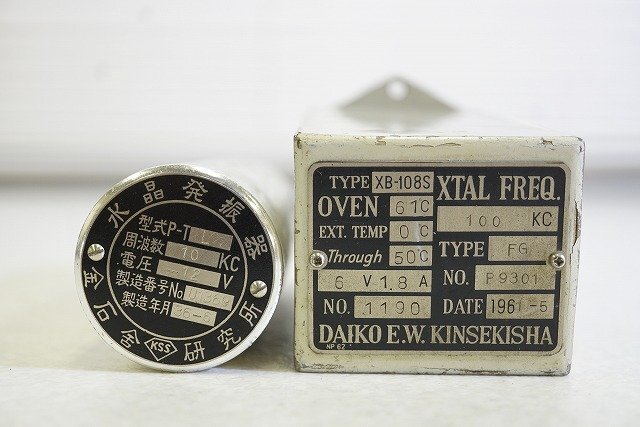 水晶発振器
型式P-T L
周波数 10 KC
電圧 -12 V
製造番号No
製造年月 36-6
金石舎研究所
KSS
TYPE XB-108S
OVEN 61C
EXT. TEMP 0C
Through 50C
6 V 1.8 A
NO. 1190
XTAL FREQ.
100 KC
TYPE FG
NO. P9301
DATE 1961-5
DAIKO E.W. KINSEKISHA
NP 62